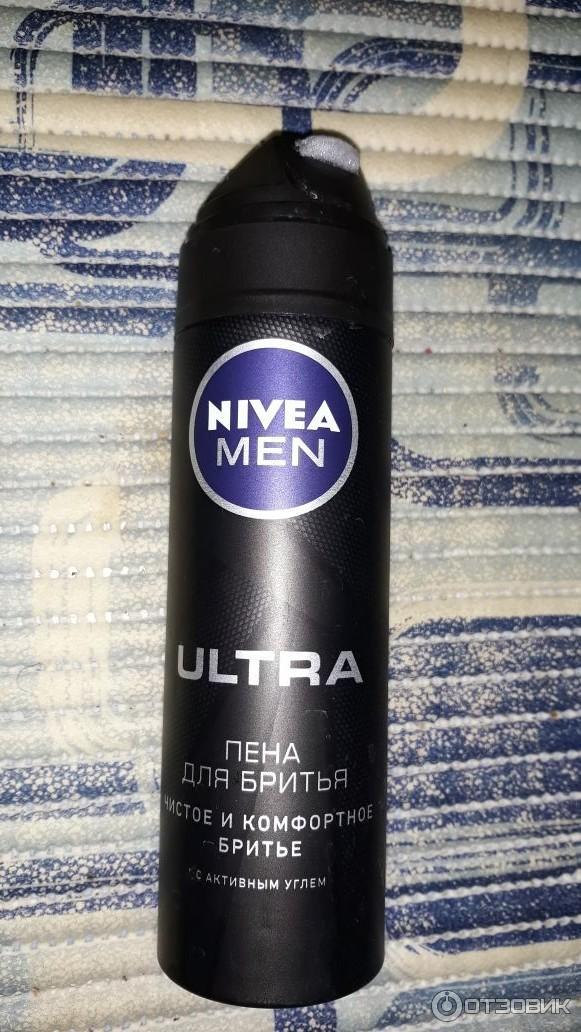 NIVEA
MEN
ULTRA
ПЕНА
ДЛЯ БРИТЬЯ
ЧИСТОЕ И КОМФОРТНОЕ
БРИТЬЕ
С АКТИВНЫМ УГЛЕМ
ОТЗОВИК